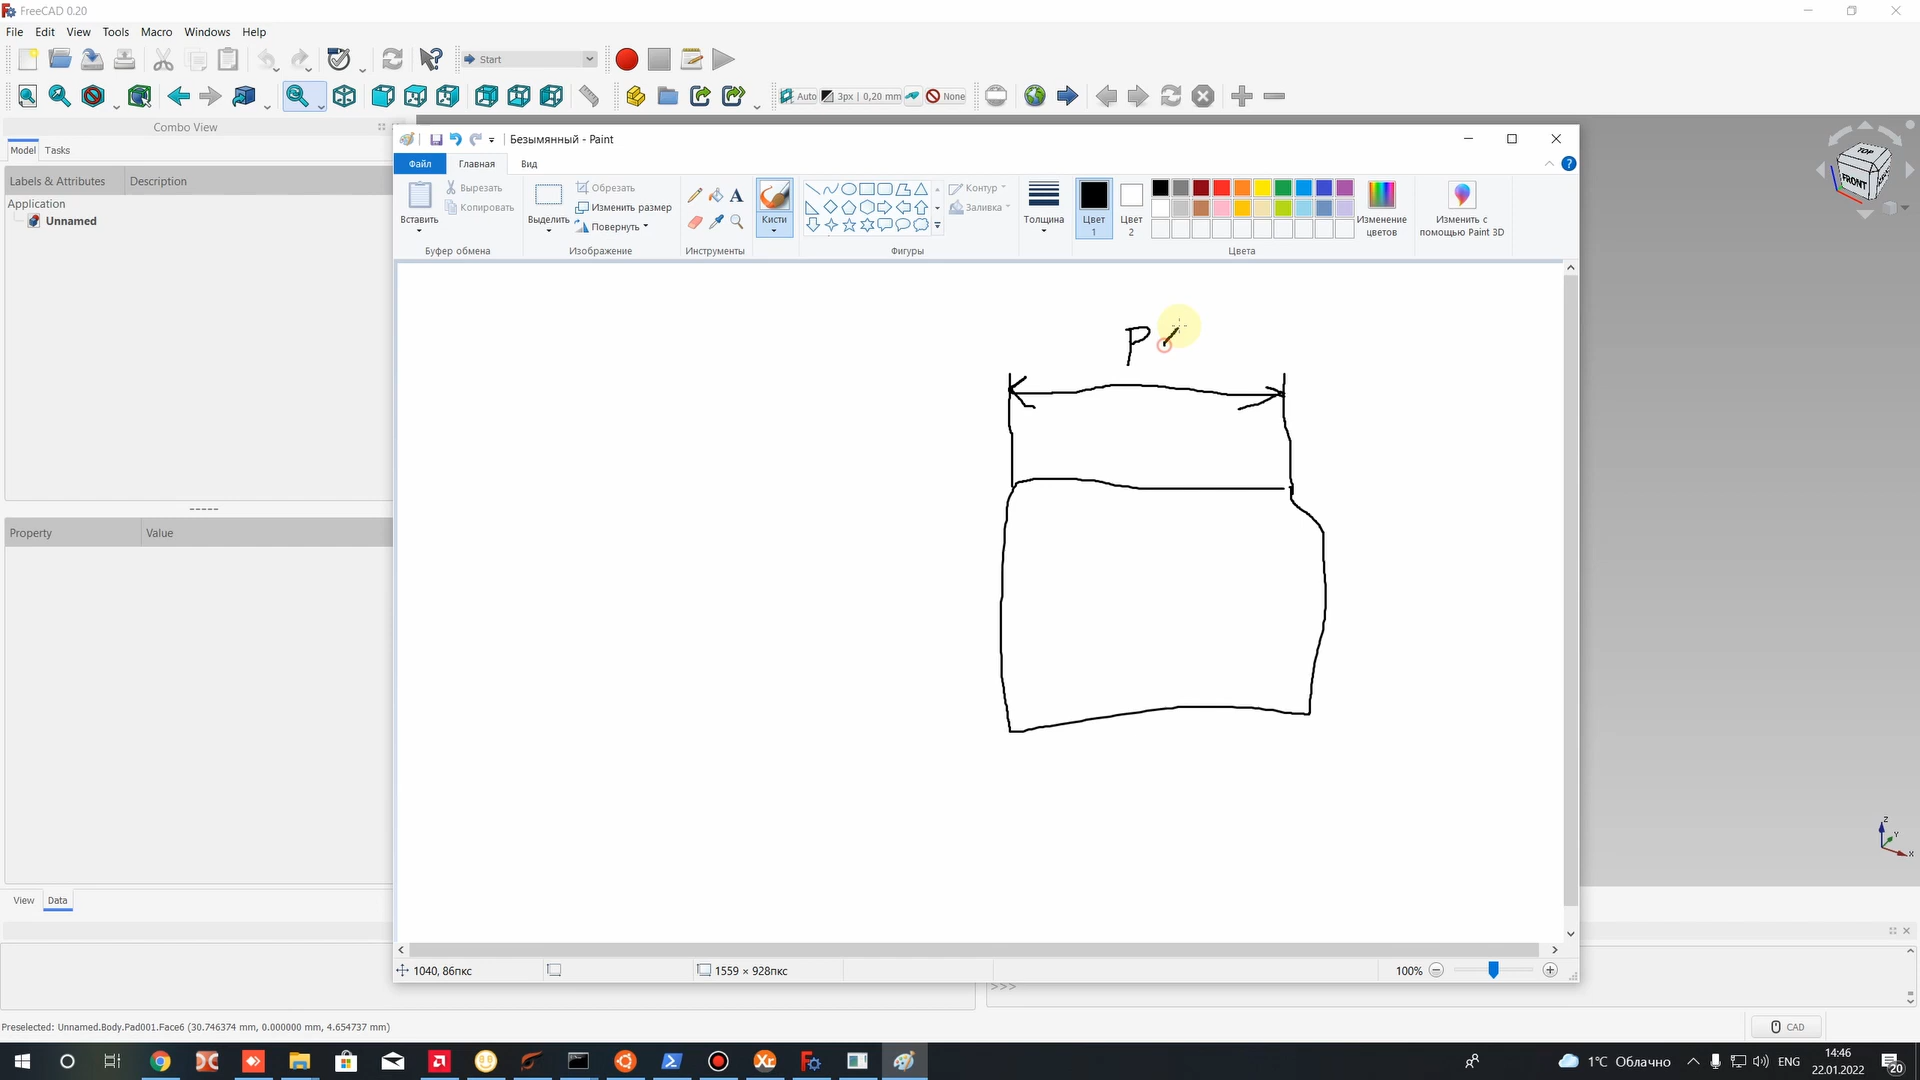 FreeCAD 0.20
File Edit View Tools Macro Windows Help
Start
Auto 3px | 0,20 mm None
Combo View
Model Tasks
Labels & Attributes Description
Application
Unnamed
Property Value
View Data
Безымянный - Paint
Файл Главная Вид
Вставить
Вырезать
Копировать
Буфер обмена
Выделить
Обрезать
Изменить размер
Повернуть
Изображение
Инструменты
Кисти
Контур
Заливка
Фигуры
Толщина
Цвет 1
Цвет 2
Изменение цветов
Цвета
Изменить с помощью Paint 3D
P
TOP
FRONT
Z
Y
X
1040, 86пкс
1559 × 928пкс
100%
>>>
Preselected: Unnamed.Body.Pad001.Face6 (30.746374 mm, 0.000000 mm, 4.654737 mm)
CAD
Xr
1°C Облачно
ENG
14:46
22.01.2022
20